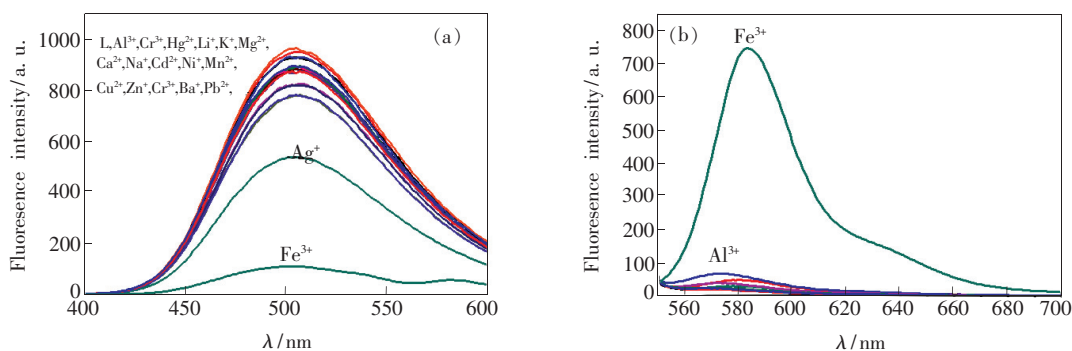 Fluoresence intensity/a. u.
1000
800
600
400
200
0
L,Al³⁺,Cr³⁺,Hg²⁺,Li⁺,K⁺,Mg²⁺,
Ca²⁺,Na⁺,Cd²⁺,Ni⁺,Mn²⁺,
Cu²⁺,Zn⁺,Cr³⁺,Ba⁺,Pb²⁺,
(a)
Ag⁺
Fe³⁺
400 450 500 550 600
λ/nm
Fluoresence intensity/a. u.
800
700
600
500
400
300
200
100
0
(b)
Fe³⁺
Al³⁺
560 580 600 620 640 660 700
λ/nm